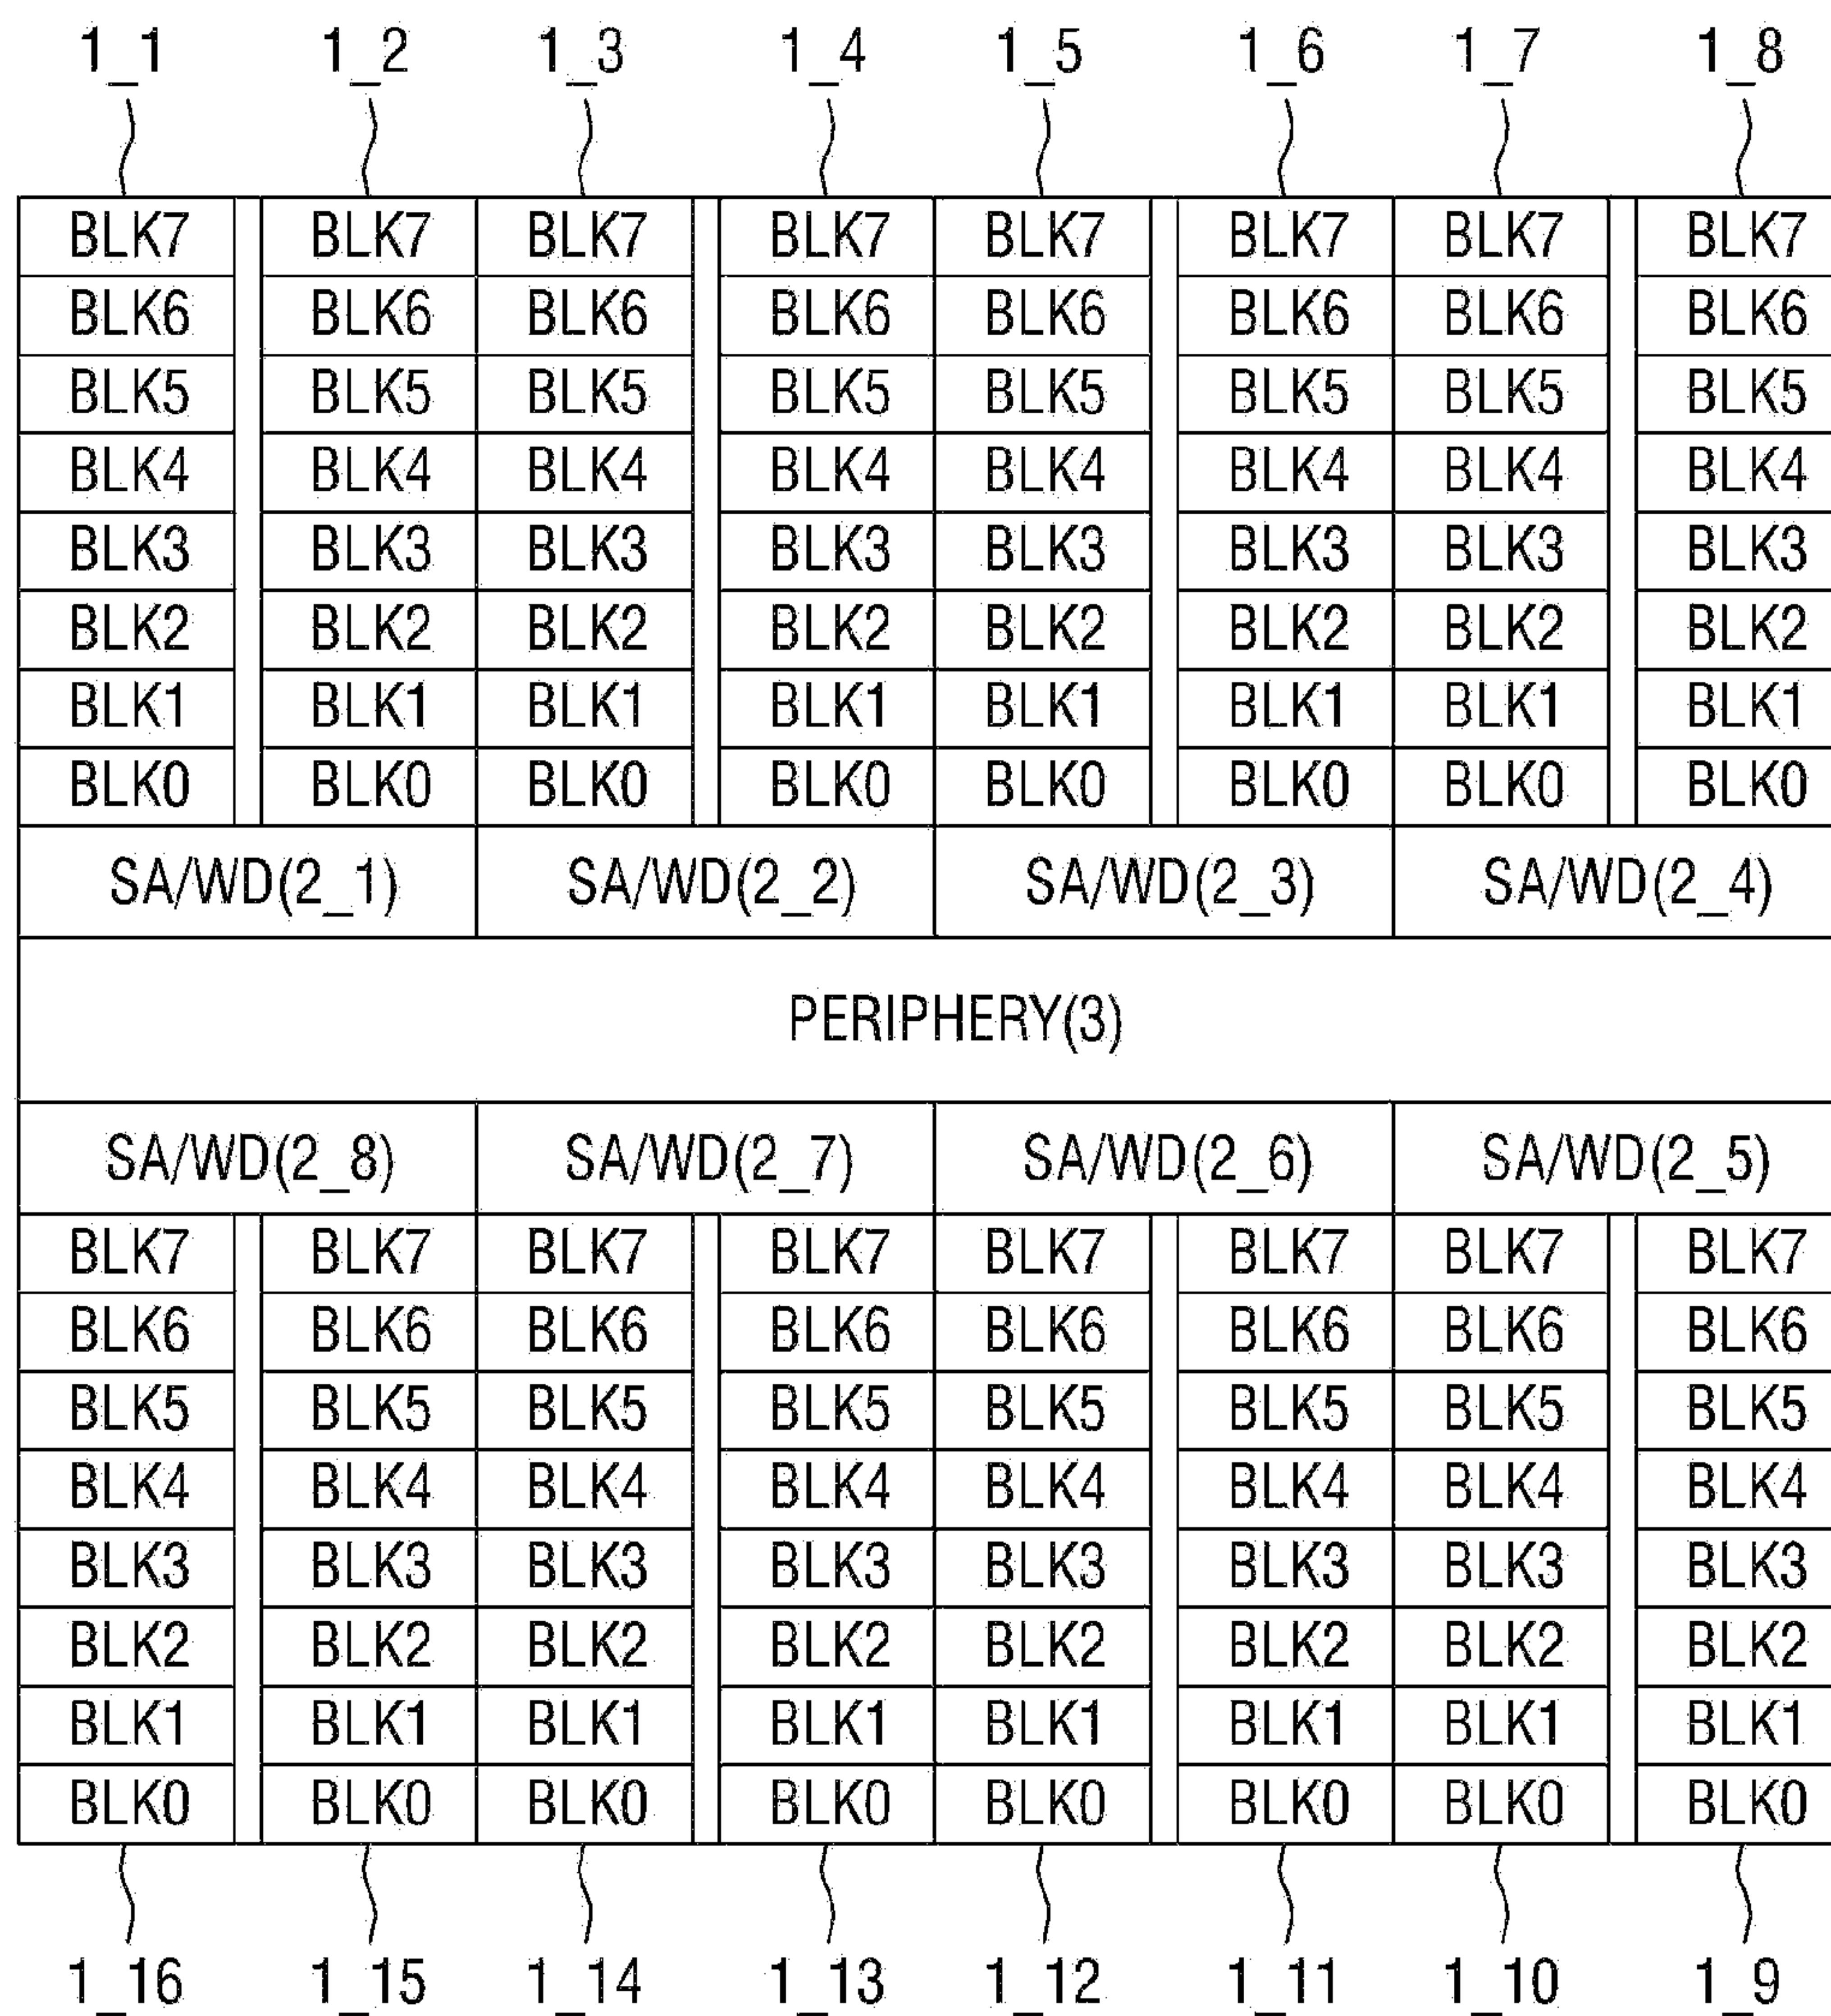 1_1 1_2 1_3 1_4 1_5 1_6 1_7 1_8
BLK7 BLK7 BLK7 BLK7 BLK7 BLK7 BLK7 BLK7
BLK6 BLK6 BLK6 BLK6 BLK6 BLK6 BLK6 BLK6
BLK5 BLK5 BLK5 BLK5 BLK5 BLK5 BLK5 BLK5
BLK4 BLK4 BLK4 BLK4 BLK4 BLK4 BLK4 BLK4
BLK3 BLK3 BLK3 BLK3 BLK3 BLK3 BLK3 BLK3
BLK2 BLK2 BLK2 BLK2 BLK2 BLK2 BLK2 BLK2
BLK1 BLK1 BLK1 BLK1 BLK1 BLK1 BLK1 BLK1
BLK0 BLK0 BLK0 BLK0 BLK0 BLK0 BLK0 BLK0
SA/WD(2_1) SA/WD(2_2) SA/WD(2_3) SA/WD(2_4)
PERIPHERY(3)
SA/WD(2_8) SA/WD(2_7) SA/WD(2_6) SA/WD(2_5)
BLK7 BLK7 BLK7 BLK7 BLK7 BLK7 BLK7 BLK7
BLK6 BLK6 BLK6 BLK6 BLK6 BLK6 BLK6 BLK6
BLK5 BLK5 BLK5 BLK5 BLK5 BLK5 BLK5 BLK5
BLK4 BLK4 BLK4 BLK4 BLK4 BLK4 BLK4 BLK4
BLK3 BLK3 BLK3 BLK3 BLK3 BLK3 BLK3 BLK3
BLK2 BLK2 BLK2 BLK2 BLK2 BLK2 BLK2 BLK2
BLK1 BLK1 BLK1 BLK1 BLK1 BLK1 BLK1 BLK1
BLK0 BLK0 BLK0 BLK0 BLK0 BLK0 BLK0 BLK0
1_16 1_15 1_14 1_13 1_12 1_11 1_10 1_9